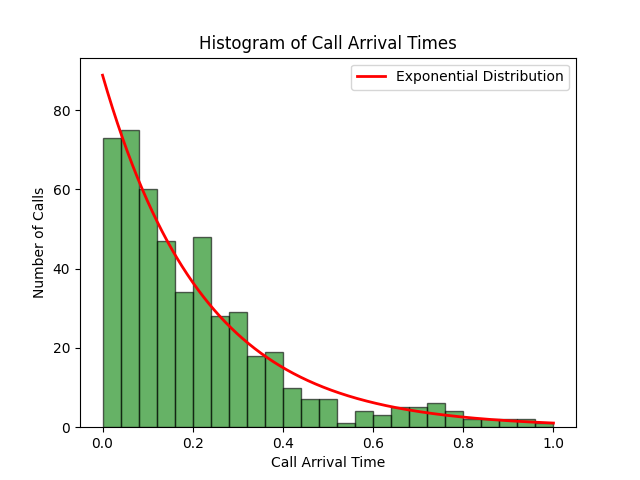 Histogram of Call Arrival Times
Exponential Distribution
Number of Calls
80
60
40
20
0
0.0 0.2 0.4 0.6 0.8 1.0
Call Arrival Time